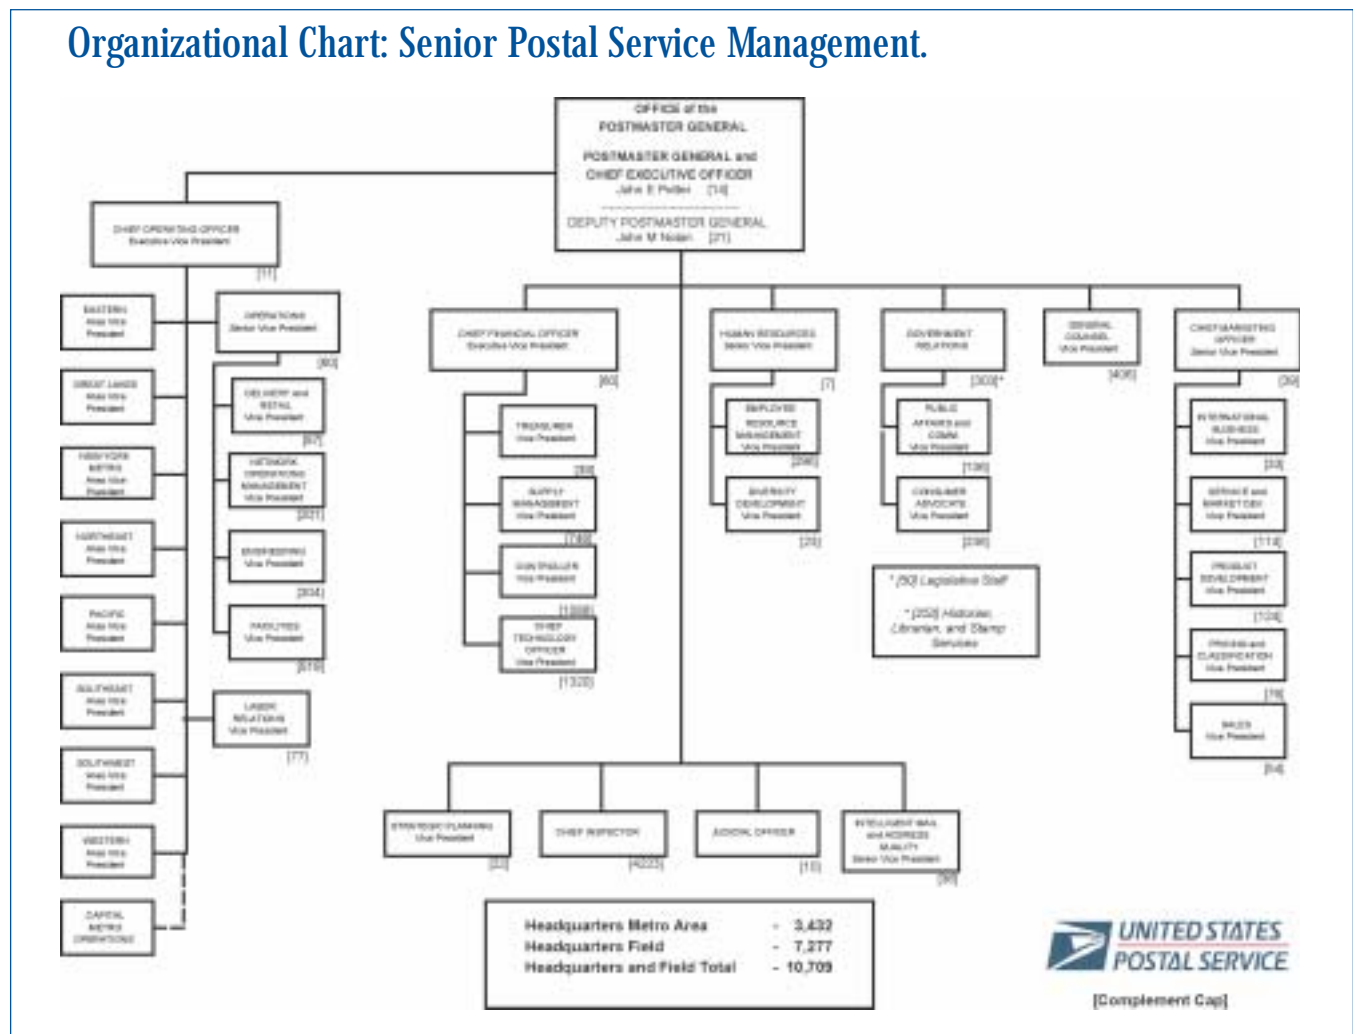 Organizational Chart: Senior Postal Service Management.
OFFICE of the
POSTMASTER GENERAL
POSTMASTER GENERAL and
CHIEF EXECUTIVE OFFICER
John E Potter [14]
DEPUTY POSTMASTER GENERAL
John M Nolan [21]
CHIEF OPERATING OFFICER
Executive Vice President
[11]
EASTERN
Area Vice
President
GREAT LAKES
Area Vice
President
NEW YORK
METRO
Area Vice
President
NORTHEAST
Area Vice
President
PACIFIC
Area Vice
President
SOUTHEAST
Area Vice
President
SOUTHWEST
Area Vice
President
WESTERN
Area Vice
President
CAPITAL
METRO
OPERATIONS
OPERATIONS
Senior Vice President
DELIVERY and
RETAIL
Vice President
NETWORK
OPERATIONS
MANAGEMENT
Vice President
ENGINEERING
Vice President
FACILITIES
Vice President
LABOR
RELATIONS
Vice President
[77]
CHIEF FINANCIAL OFFICER
Executive Vice President
TREASURER
Vice President
SUPPLY
MANAGEMENT
Vice President
CONTROLLER
Vice President
CHIEF
TECHNOLOGY
OFFICER
Vice President
[1320]
HUMAN RESOURCES
Senior Vice President
[7]
EMPLOYEE
RESOURCE
MANAGEMENT
Vice President
DIVERSITY
DEVELOPMENT
Vice President
GOVERNMENT
RELATIONS
[303]*
PUBLIC
AFFAIRS and
COMM.
Vice President
CONSUMER
ADVOCATE
Vice President
* [50] Legislative Staff
* [253] Historian,
Librarian, and Stamp
Services
GENERAL
COUNSEL
Vice President
CHIEF MARKETING
OFFICER
Senior Vice President
[39]
INTERNATIONAL
BUSINESS
Vice President
SERVICE and
MARKET DEV.
Vice President
PRODUCT
DEVELOPMENT
Vice President
[124]
PRICING and
CLASSIFICATION
Vice President
SALES
Vice President
STRATEGIC PLANNING
Vice President
CHIEF INSPECTOR
[4223]
JUDICIAL OFFICER
[10]
INTELLIGENT MAIL
and ADDRESS
QUALITY
Senior Vice President
Headquarters Metro Area - 3,432
Headquarters Field - 7,277
Headquarters and Field Total - 10,709
UNITED STATES
POSTAL SERVICE
[Complement Cap]